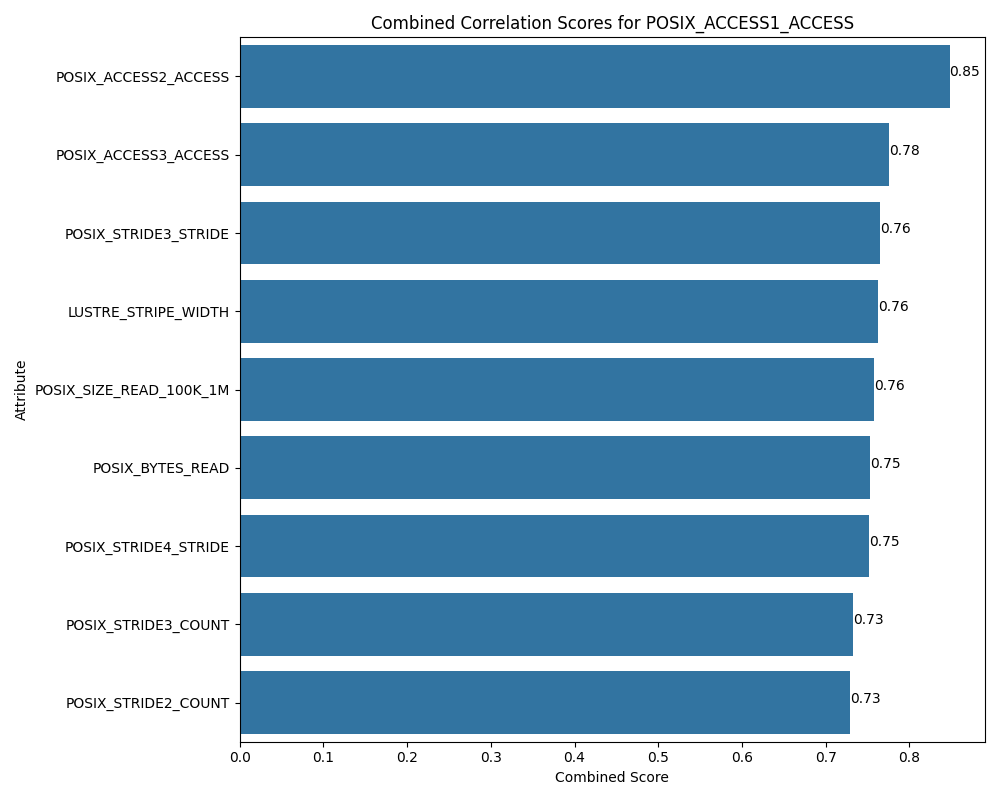 Combined Correlation Scores for POSIX_ACCESS1_ACCESS
POSIX_ACCESS2_ACCESS 0.85
POSIX_ACCESS3_ACCESS 0.78
POSIX_STRIDE3_STRIDE 0.76
LUSTRE_STRIPE_WIDTH 0.76
POSIX_SIZE_READ_100K_1M 0.76
POSIX_BYTES_READ 0.75
POSIX_STRIDE4_STRIDE 0.75
POSIX_STRIDE3_COUNT 0.73
POSIX_STRIDE2_COUNT 0.73
Attribute
0.0 0.1 0.2 0.3 0.4 0.5 0.6 0.7 0.8
Combined Score